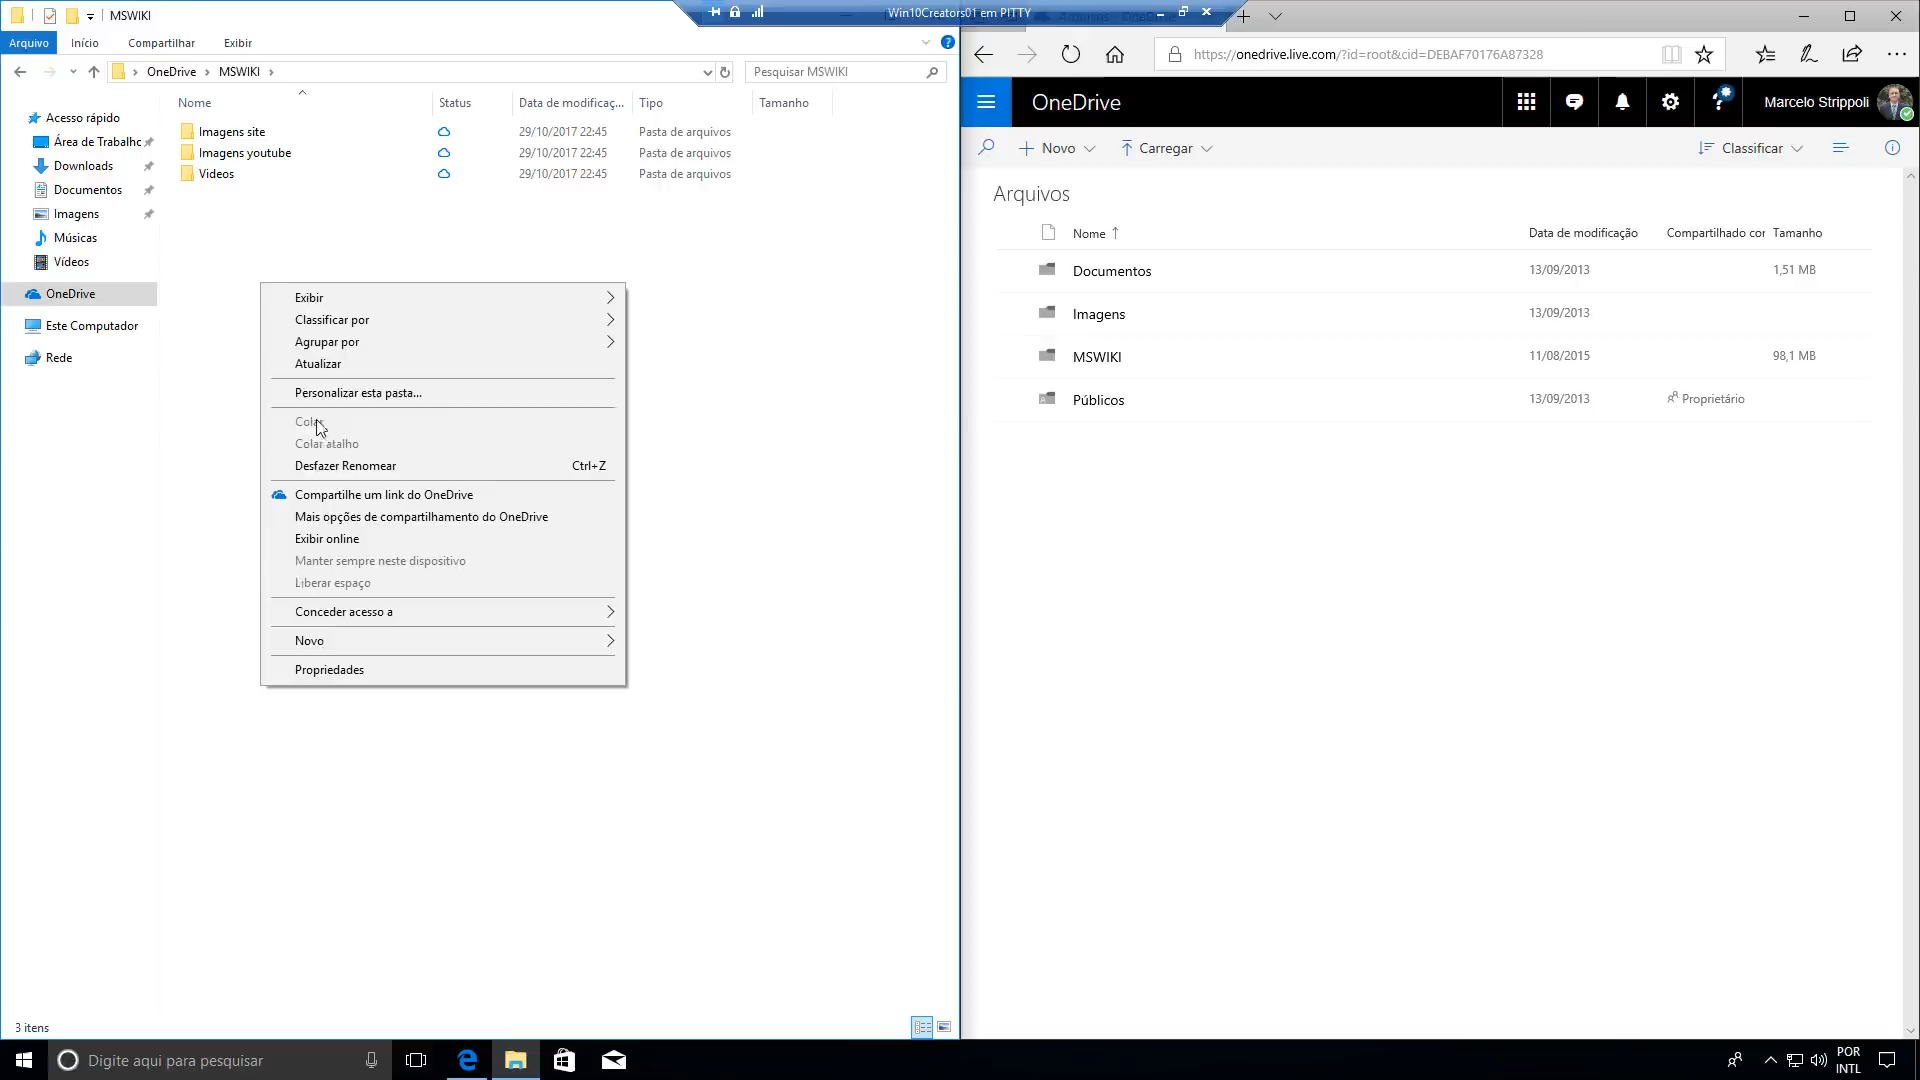 MSWIKI
Win10Creators01 em PITTY
Arquivo
Início
Compartilhar
Exibir
OneDrive
MSWIKI
Pesquisar MSWIKI
Nome
Status
Data de modificaç...
Tipo
Tamanho
Imagens site
29/10/2017 22:45
Pasta de arquivos
Imagens youtube
29/10/2017 22:45
Pasta de arquivos
Videos
29/10/2017 22:45
Pasta de arquivos
Acesso rápido
Área de Trabalho
Downloads
Documentos
Imagens
Músicas
Vídeos
OneDrive
Este Computador
Rede
Exibir
Classificar por
Agrupar por
Atualizar
Personalizar esta pasta...
Colar
Colar atalho
Desfazer Renomear
Ctrl+Z
Compartilhe um link do OneDrive
Mais opções de compartilhamento do OneDrive
Exibir online
Manter sempre neste dispositivo
Liberar espaço
Conceder acesso a
Novo
Propriedades
3 itens
https://onedrive.live.com/?id=root&cid=DEBAF70176A87328
OneDrive
Marcelo Strippoli
Novo
Carregar
Classificar
Arquivos
Nome
Data de modificação
Compartilhado cor
Tamanho
Documentos
13/09/2013
1,51 MB
Imagens
13/09/2013
MSWIKI
11/08/2015
98,1 MB
Públicos
13/09/2013
Proprietário
Digite aqui para pesquisar
POR
INTL